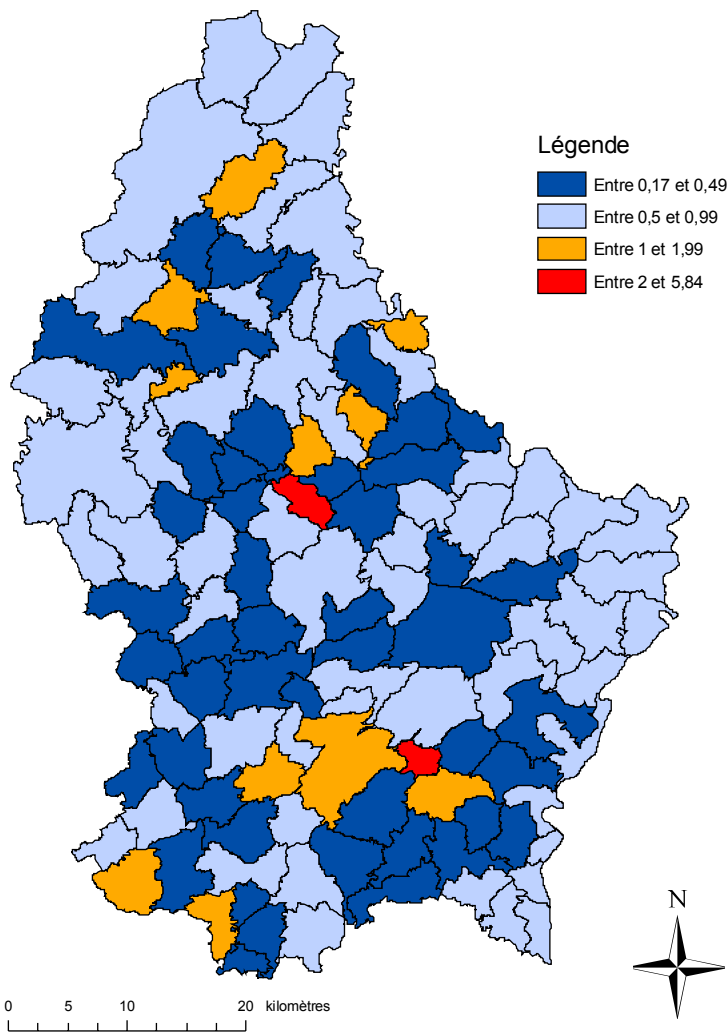 Légende
Entre 0,17 et 0,49
Entre 0,5 et 0,99
Entre 1 et 1,99
Entre 2 et 5,84
N
0 5 10 20 kilomètres